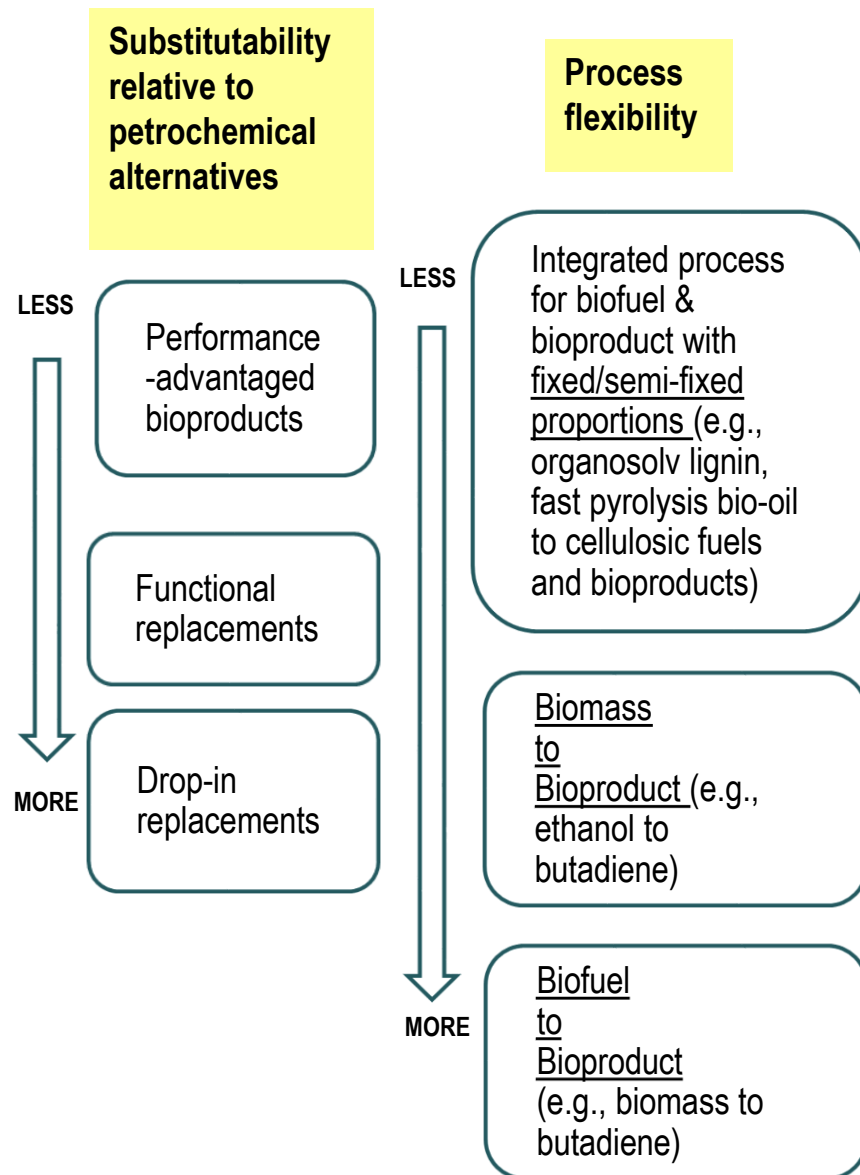 Substitutability
relative to
petrochemical
alternatives
LESS
Performance
-advantaged
bioproducts
Functional
replacements
Drop-in
replacements
MORE
Process
flexibility
LESS
Integrated process
for biofuel &
bioproduct with
fixed/semi-fixed
proportions (e.g.,
organosolv lignin,
fast pyrolysis bio-oil
to cellulosic fuels
and bioproducts)
Biomass
to
Bioproduct (e.g.,
ethanol to
butadiene)
MORE
Biofuel
to
Bioproduct
(e.g., biomass to
butadiene)